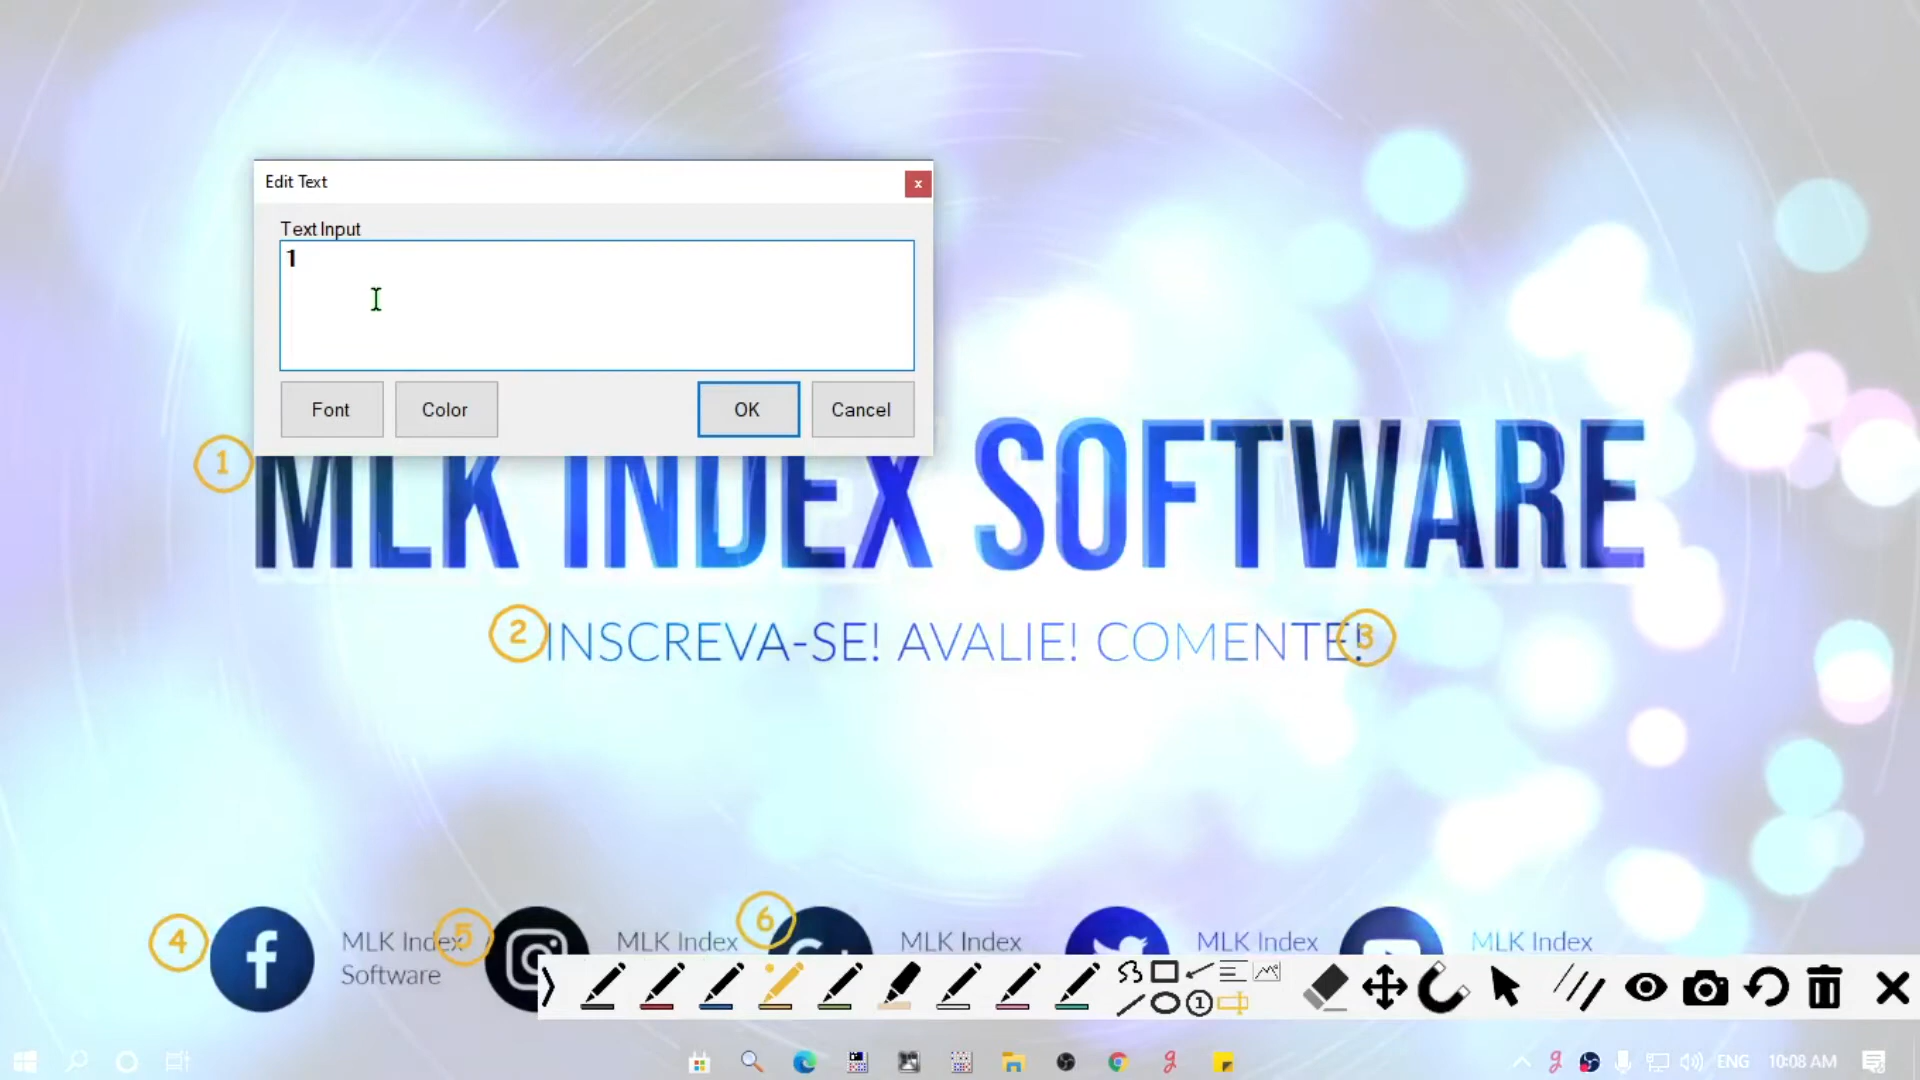 Edit Text
x
Text Input
1
Font
Color
OK
Cancel
1
MLK INDEX SOFTWARE
2
INSCREVA-SE! AVALIE! COMENTE!
3
4
MLK Index
Software
5
MLK Index
6
MLK Index
MLK Index
MLK Index
1
ENG
10:08 AM